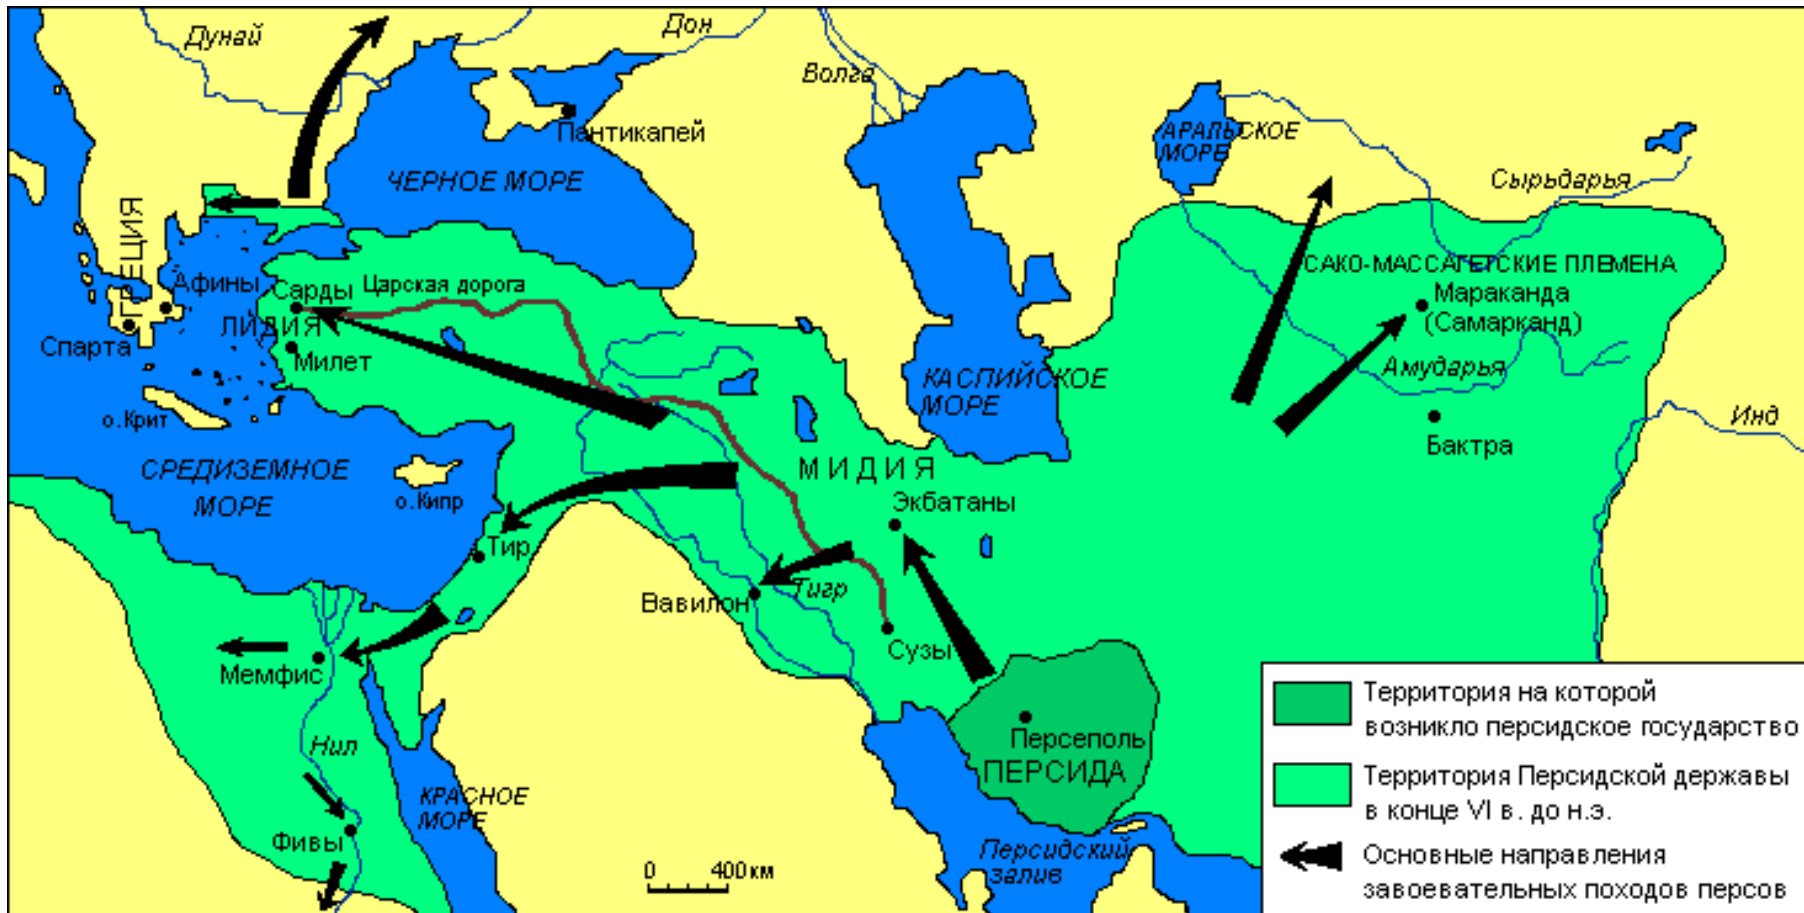 Дунай
Дон
Волга
Пантикапей
АРАЛЬСКОЕ
МОРЕ
ЧЕРНОЕ МОРЕ
Сырьдарья
ГРЕЦИЯ
САКО-МАССАГЕТСКИЕ ПЛЕМЕНА
Афины
Сарды
Царская дорога
Мараканда
(Самарканд)
ЛИДИЯ
Спарта
Милет
Амударья
КАСПИЙСКОЕ
МОРЕ
о.Крит
Инд
Бактра
СРЕДИЗЕМНОЕ
МОРЕ
МИДИЯ
о.Кипр
Экбатаны
Тир
Вавилон
Тигр
Сузы
Мемфис
Территория на которой
возникло персидское государство
Нил
Персеполь
ПЕРСИДА
Территория Персидской державы
в конце VI в. до н.э.
КРАСНОЕ
МОРЕ
Фивы
Персидский
залив
0 400 км
Основные направления
завоевательных походов персов